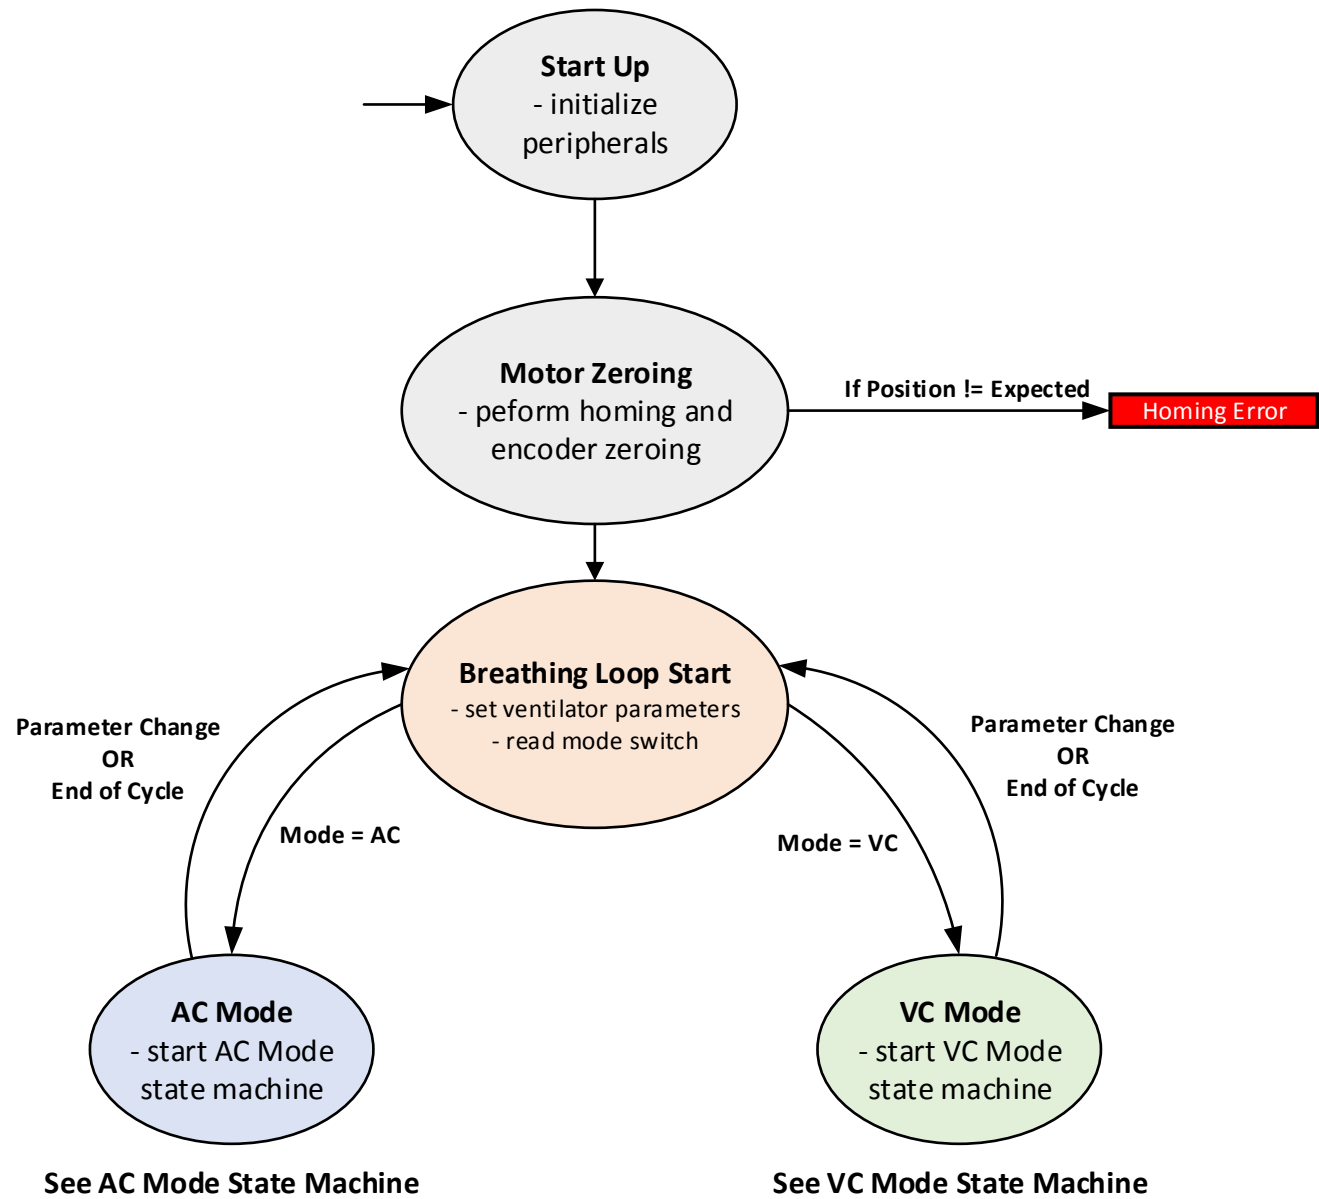 Start Up
- initialize
peripherals
Motor Zeroing
- peform homing and
encoder zeroing
If Position != Expected
Homing Error
Breathing Loop Start
- set ventilator parameters
- read mode switch
Parameter Change
OR
End of Cycle
Mode = AC
Mode = VC
Parameter Change
OR
End of Cycle
AC Mode
- start AC Mode
state machine
VC Mode
- start VC Mode
state machine
See AC Mode State Machine
See VC Mode State Machine